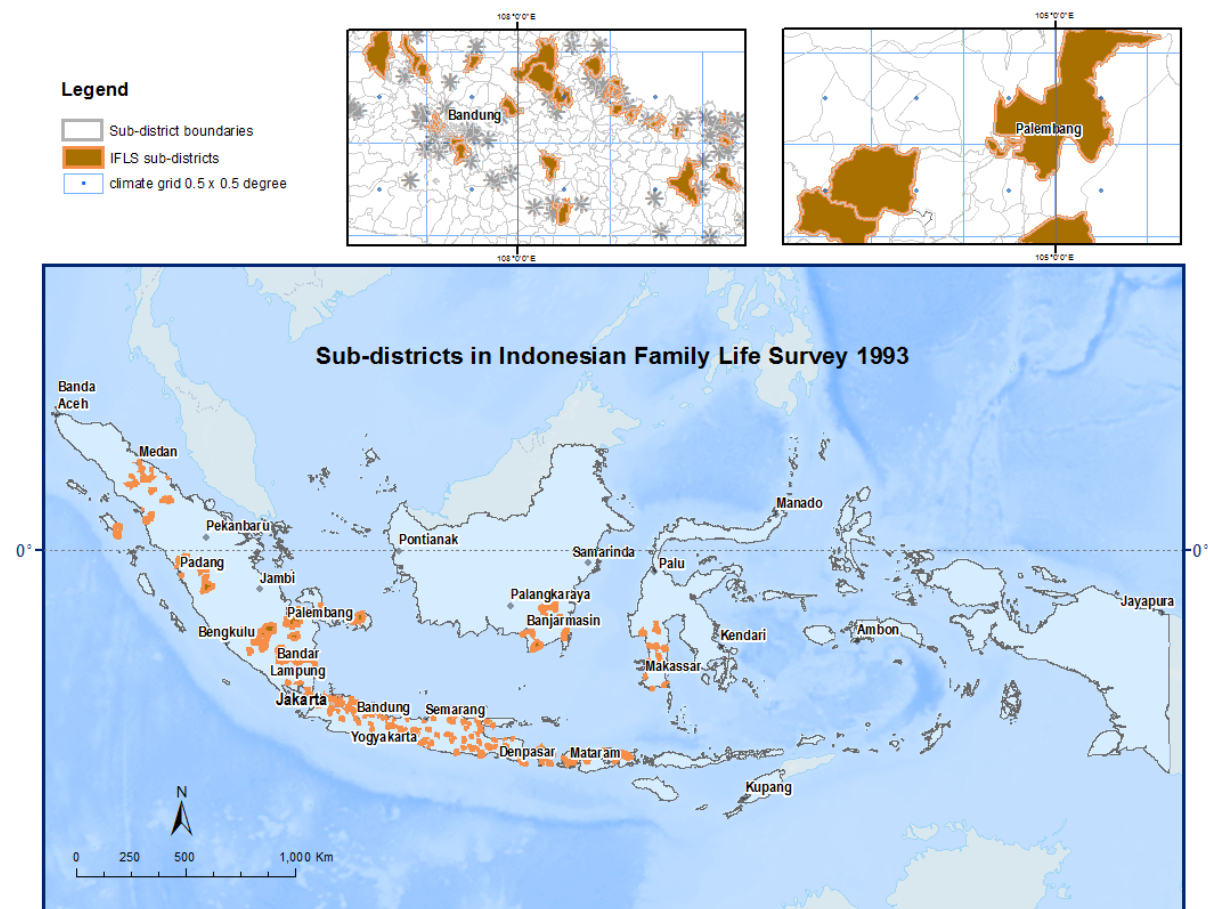 108°0'0"E
105°0'0"E
Legend
Sub-district boundaries
IFLS sub-districts
climate grid 0.5 x 0.5 degree
Bandung
Palembang
108°0'0"E
105°0'0"E
Sub-districts in Indonesian Family Life Survey 1993
Banda
Aceh
Medan
Manado
Pekanbaru
Pontianak
0°
0°
Samarinda
Padang
Palu
Jambi
Palangkaraya
Jayapura
Palembang
Banjarmasin
Bengkulu
Ambon
Kendari
Bandar
Lampung
Makassar
Jakarta
Bandung
Semarang
Yogyakarta
Denpasar
Mataram
Kupang
N
0 250 500 1,000 Km